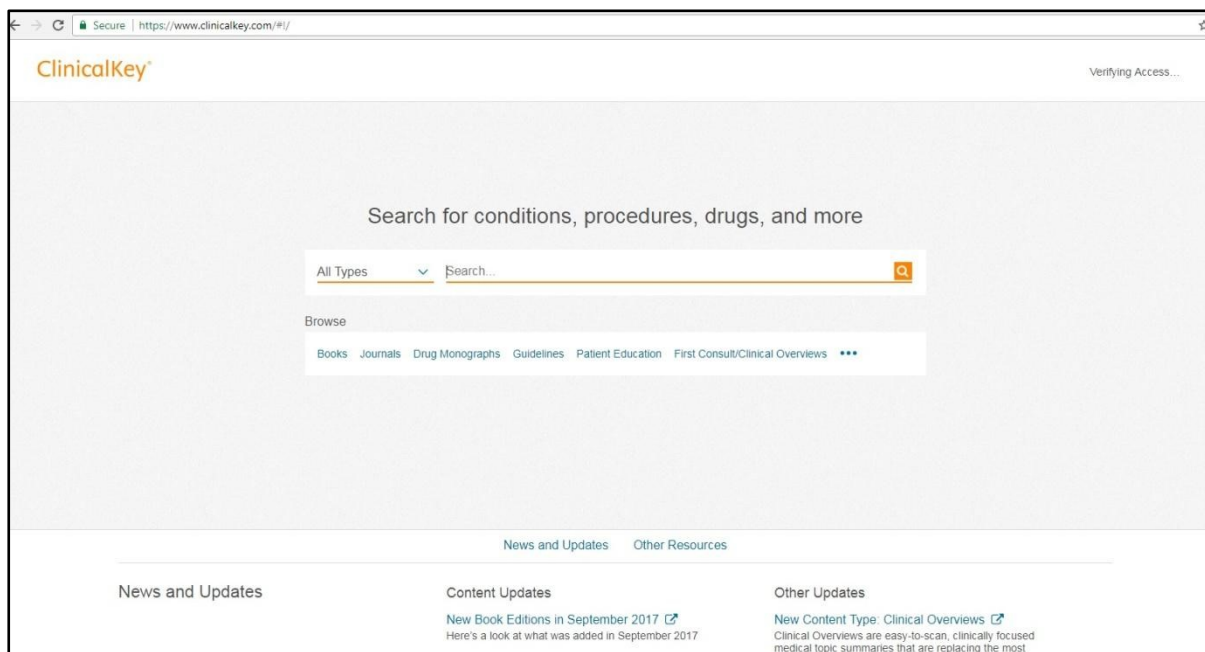 Secure | https://www.clinicalkey.com/#!/
ClinicalKey®
Verifying Access...
Search for conditions, procedures, drugs, and more
All Types Search...
Browse
Books Journals Drug Monographs Guidelines Patient Education First Consult/Clinical Overviews •••
News and Updates Other Resources
News and Updates
Content Updates
New Book Editions in September 2017
Here's a look at what was added in September 2017
Other Updates
New Content Type: Clinical Overviews
Clinical Overviews are easy-to-scan, clinically focused
medical topic summaries that are replacing the most